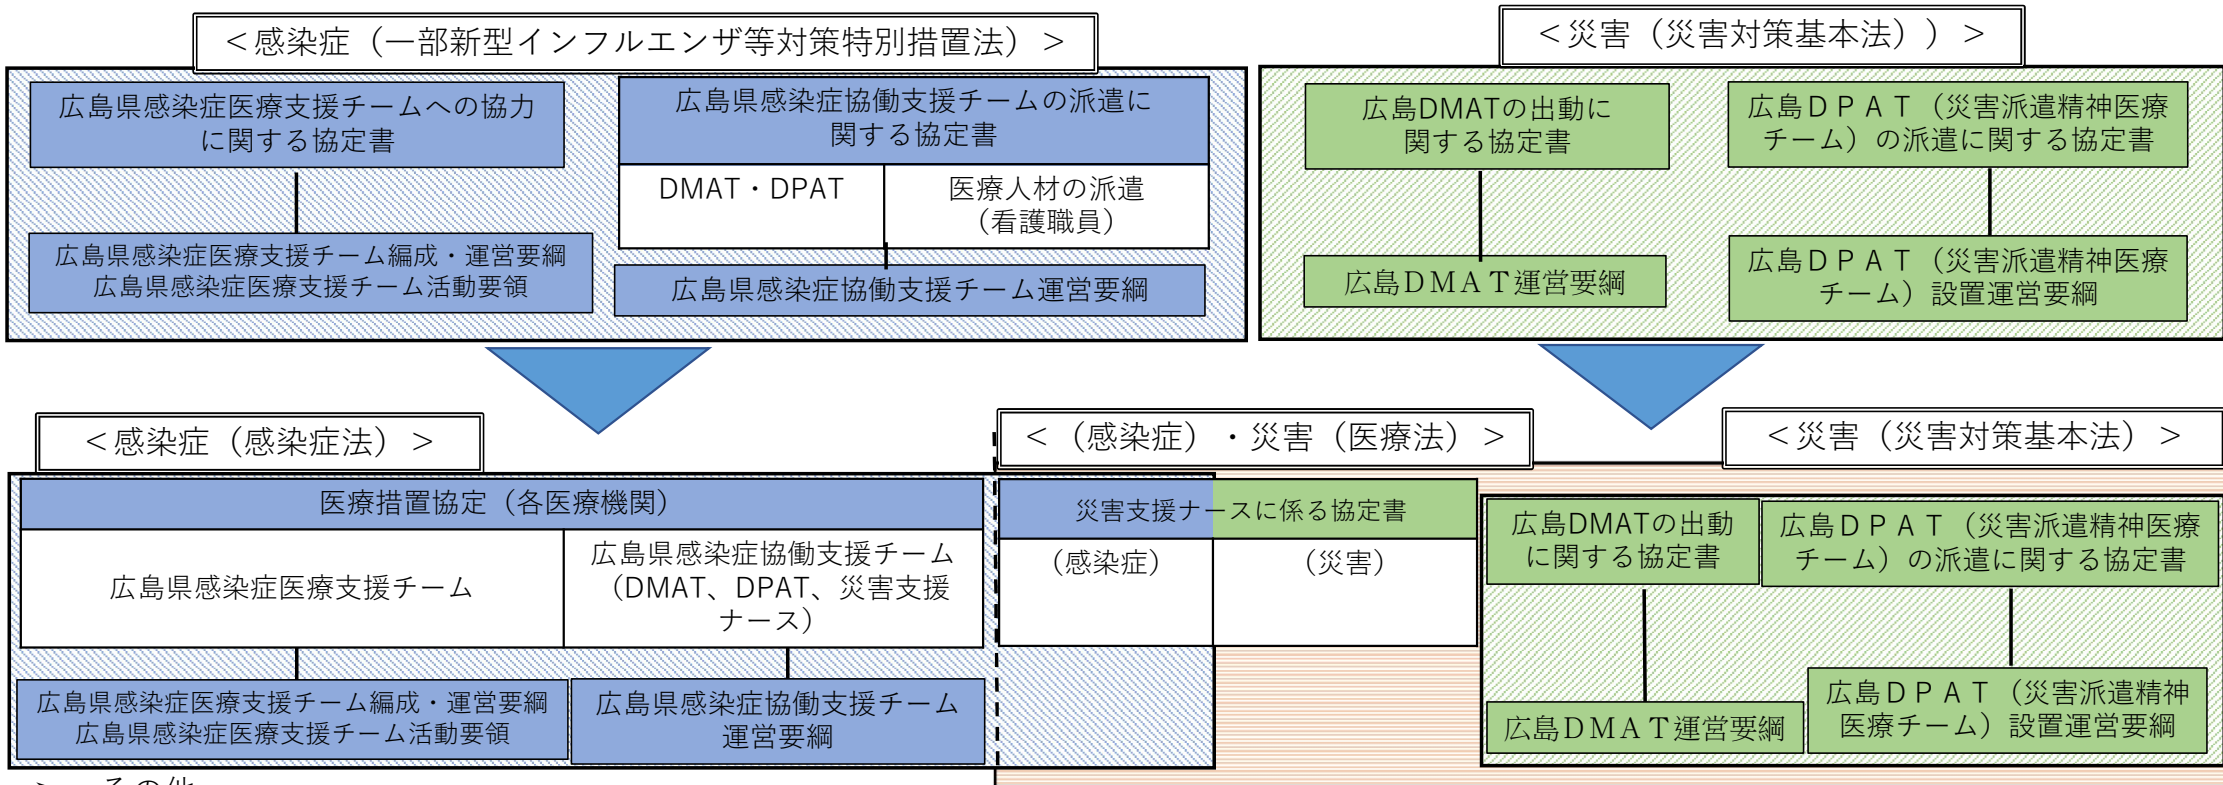 ＜感染症（一部新型インフルエンザ等対策特別措置法）＞
＜災害（災害対策基本法））＞
広島県感染症医療支援チームへの協力
に関する協定書
広島県感染症協働支援チームの派遣に
関する協定書
DMAT・DPAT
医療人材の派遣
（看護職員）
広島県感染症医療支援チーム編成・運営要綱
広島県感染症医療支援チーム活動要領
広島県感染症協働支援チーム運営要綱
広島DMATの出動に
関する協定書
広島ＤＰＡＴ（災害派遣精神医療
チーム）の派遣に関する協定書
広島ＤＭＡＴ運営要綱
広島ＤＰＡＴ（災害派遣精神医療
チーム）設置運営要綱
＜感染症（感染症法）＞
＜（感染症）・災害（医療法）＞
＜災害（災害対策基本法）＞
医療措置協定（各医療機関）
広島県感染症医療支援チーム
広島県感染症協働支援チーム
（DMAT、DPAT、災害支援
ナース）
広島県感染症医療支援チーム編成・運営要綱
広島県感染症医療支援チーム活動要領
広島県感染症協働支援チーム
運営要綱
災害支援ナースに係る協定書
（感染症）
（災害）
広島DMATの出動
に関する協定書
広島ＤＰＡＴ（災害派遣精神医療
チーム）の派遣に関する協定書
広島ＤＭＡＴ運営要綱
広島ＤＰＡＴ（災害派遣精神
医療チーム）設置運営要綱